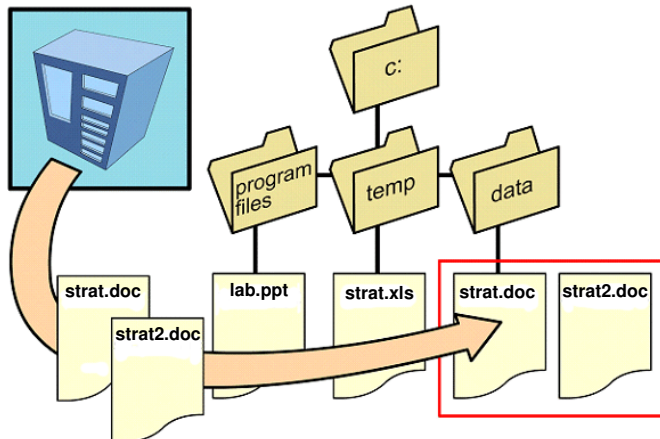 c:
program
files
temp
data
strat.doc
strat2.doc
lab.ppt
strat.xls
strat.doc
strat2.doc